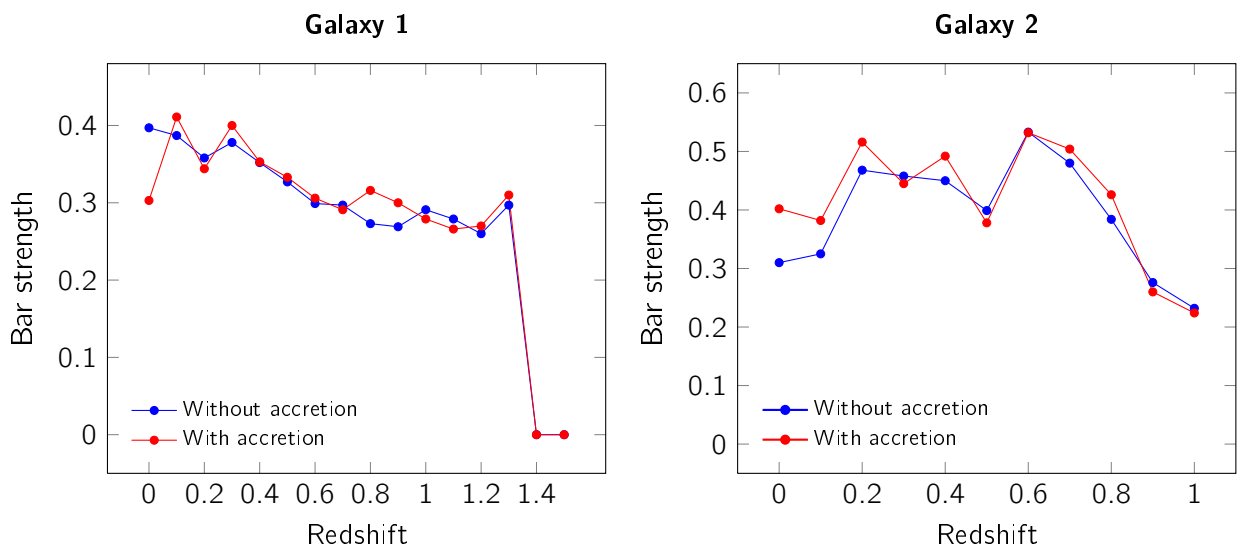 Galaxy 1
Bar strength
0.4
0.3
0.2
0.1
0
Without accretion
With accretion
0 0.2 0.4 0.6 0.8 1 1.2 1.4
Redshift
Galaxy 2
Bar strength
0.6
0.5
0.4
0.3
0.2
0.1
0
Without accretion
With accretion
0 0.2 0.4 0.6 0.8 1
Redshift